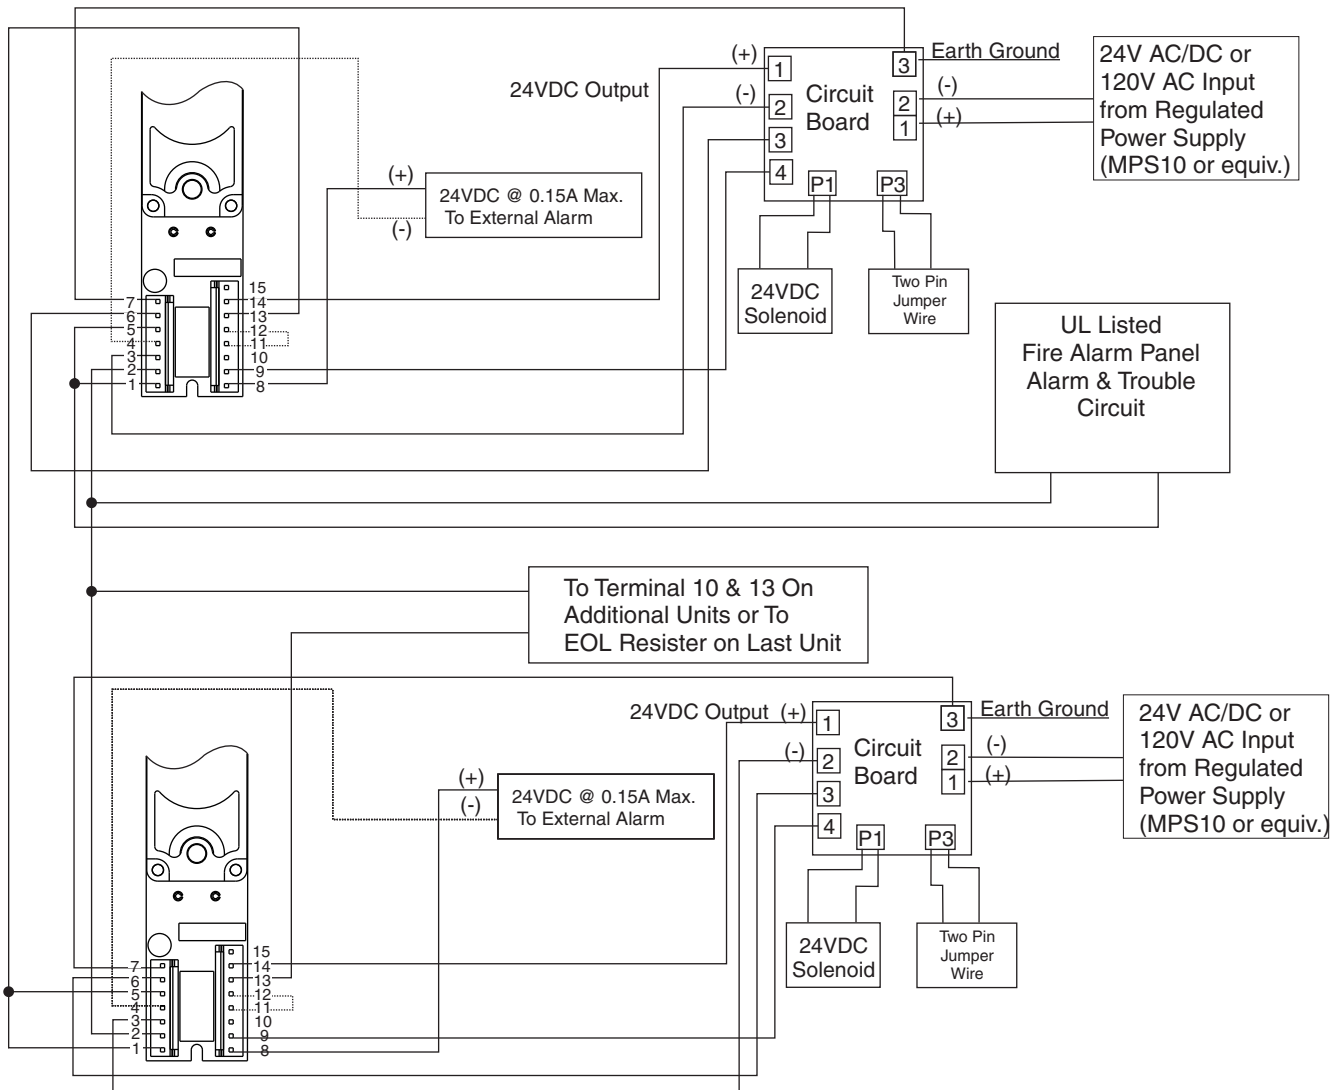 Earth Ground
24V AC/DC or
120V AC Input
from Regulated
Power Supply
(MPS10 or equiv.)
(+)
(-)
24VDC Output
Circuit
Board
1
2
3
4
3
2
1
(-)
(+)
P1
P3
24VDC
Solenoid
Two Pin
Jumper
Wire
(+)
(-)
24VDC @ 0.15A Max.
To External Alarm
7
6
5
4
3
2
1
15
14
13
12
11
10
9
8
UL Listed
Fire Alarm Panel
Alarm & Trouble
Circuit
To Terminal 10 & 13 On
Additional Units or To
EOL Resister on Last Unit
24VDC Output
(+)
(-)
Circuit
Board
1
2
3
4
3
2
1
Earth Ground
(-)
(+)
24V AC/DC or
120V AC Input
from Regulated
Power Supply
(MPS10 or equiv.)
P1
P3
24VDC
Solenoid
Two Pin
Jumper
Wire
(+)
(-)
24VDC @ 0.15A Max.
To External Alarm
7
6
5
4
3
2
1
15
14
13
12
11
10
9
8